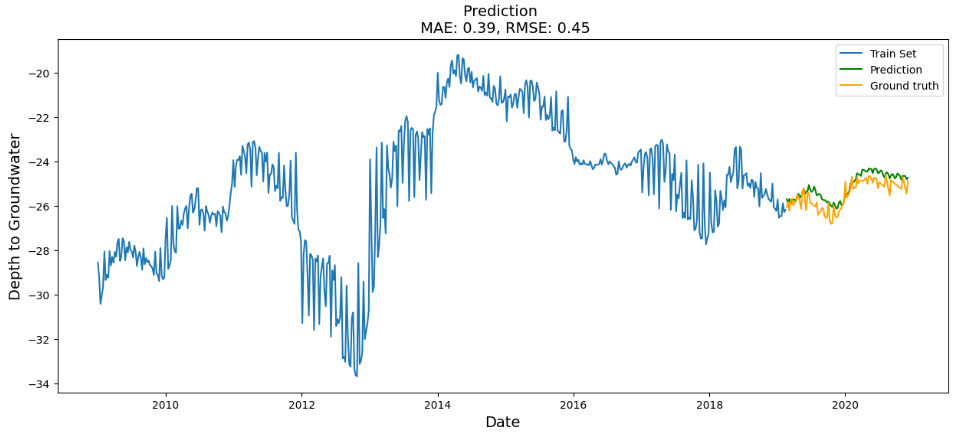 Prediction
MAE: 0.39, RMSE: 0.45
Train Set
Prediction
Ground truth
Depth to Groundwater
−20
−22
−24
−26
−28
−30
−32
−34
2010
2012
2014
2016
2018
2020
Date